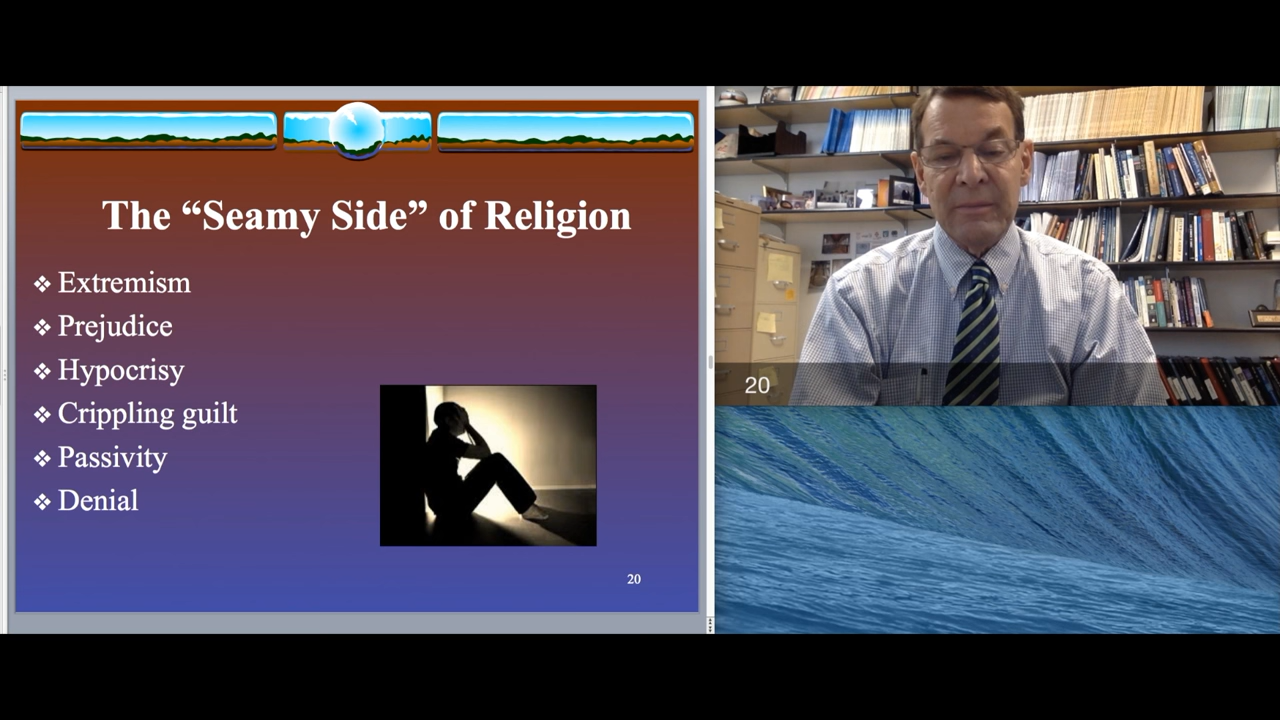 The “Seamy Side” of Religion
❖ Extremism
❖ Prejudice
❖ Hypocrisy
❖ Crippling guilt
❖ Passivity
❖ Denial
20
20